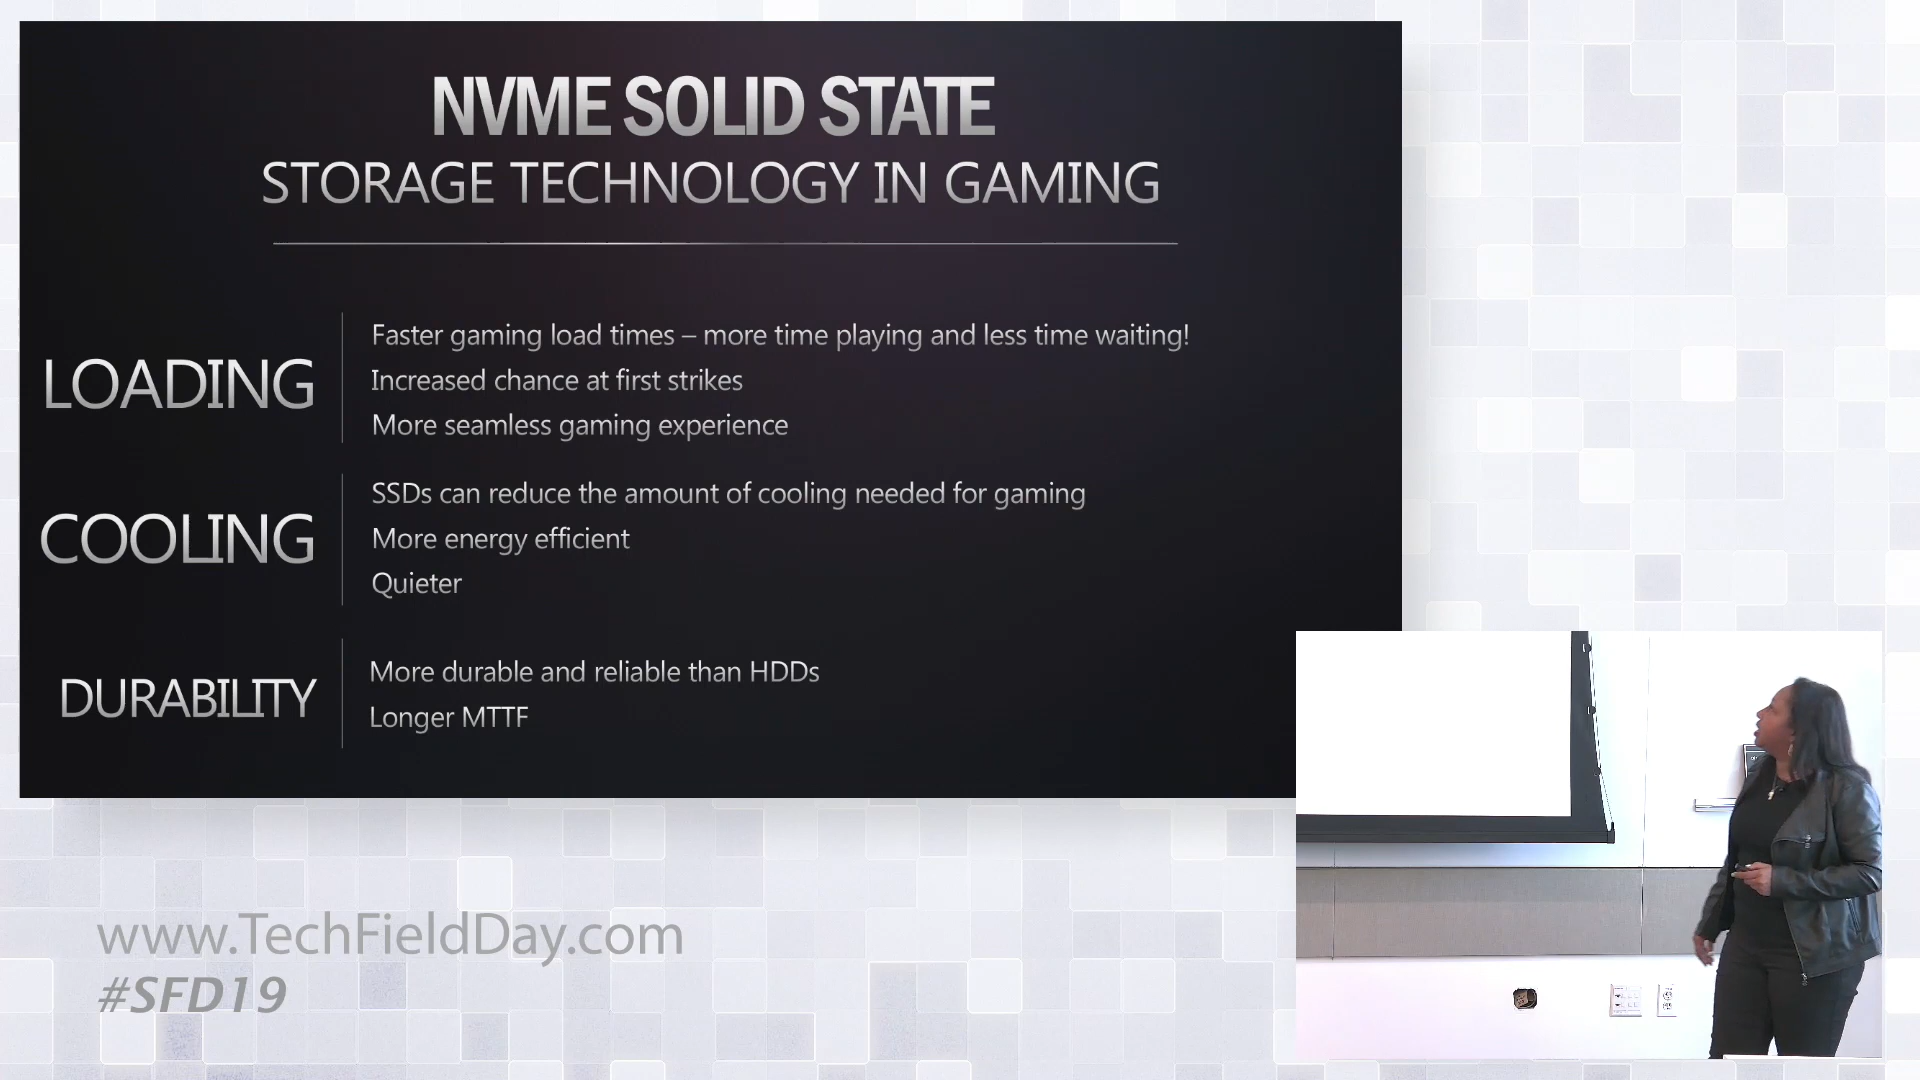 NVME SOLID STATE
STORAGE TECHNOLOGY IN GAMING
LOADING
Faster gaming load times – more time playing and less time waiting!
Increased chance at first strikes
More seamless gaming experience
COOLING
SSDs can reduce the amount of cooling needed for gaming
More energy efficient
Quieter
DURABILITY
More durable and reliable than HDDs
Longer MTTF
www.TechFieldDay.com
#SFD19